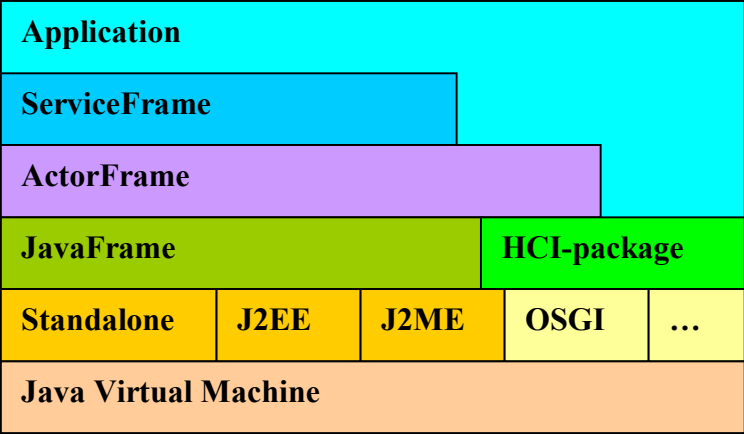 Application
ServiceFrame
ActorFrame
JavaFrame HCI-package
Standalone J2EE J2ME OSGI …
Java Virtual Machine